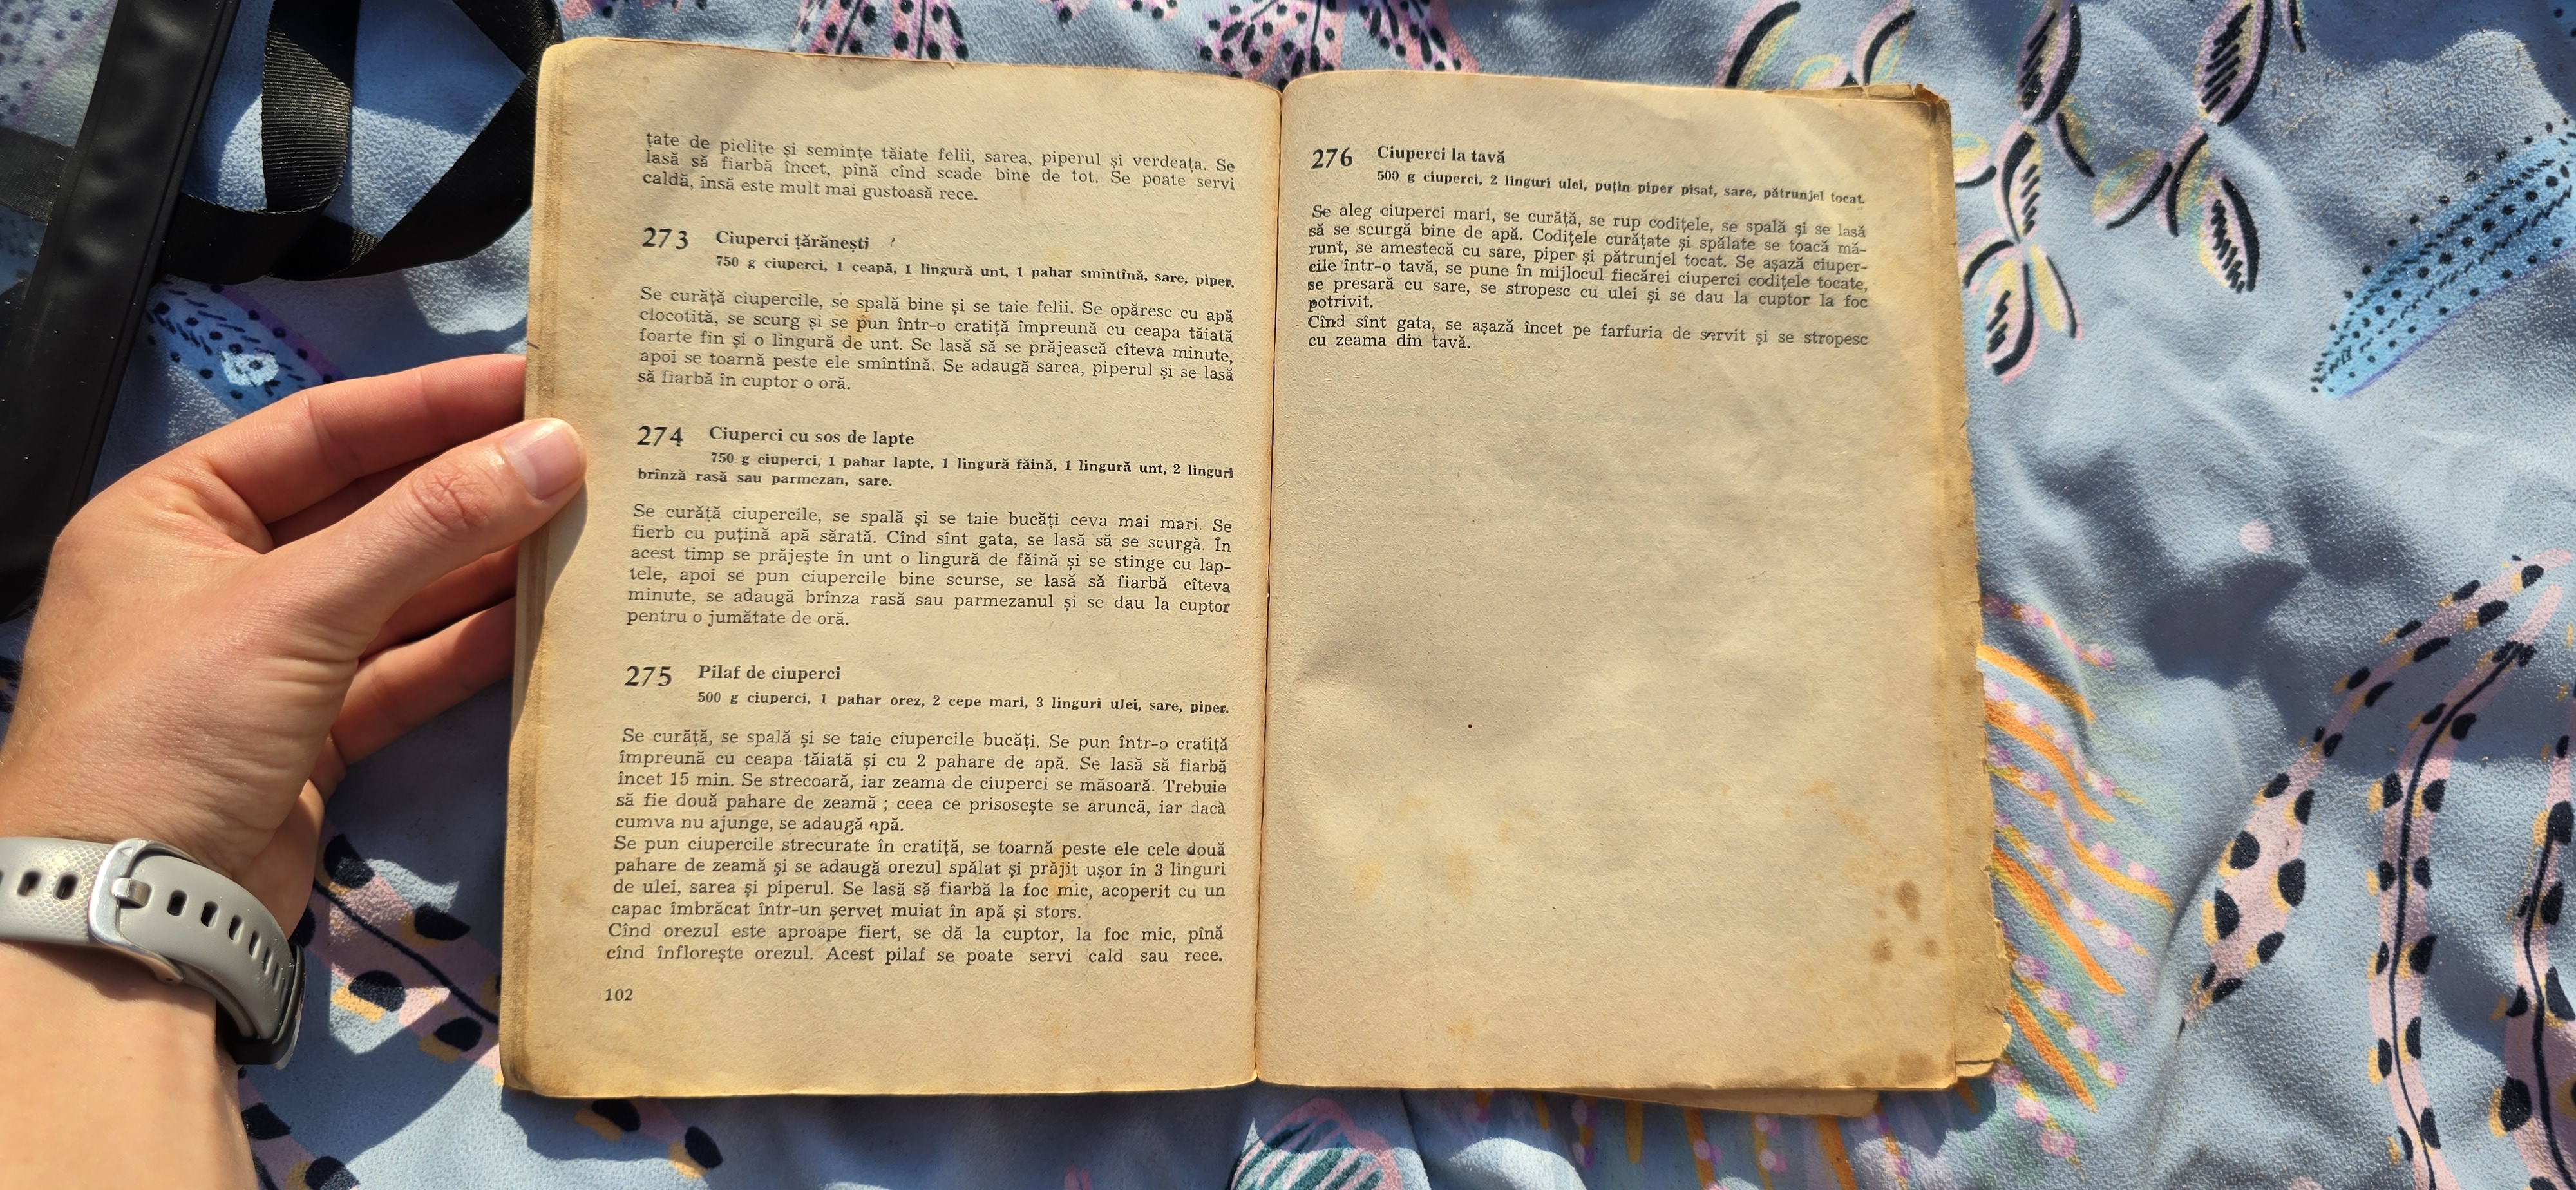 țate de pielițe și semințe tăiate felii, sarea, piperul și verdeața. Se
lasă să fiarbă încet, pînă cînd scade bine de tot. Se poate servi
caldă, însă este mult mai gustoasă rece.
273 Ciuperci țărănești
750 g ciuperci, 1 ceapă, 1 lingură unt, 1 pahar smîntînă, sare, piper.
Se curăță ciupercile, se spală bine și se taie felii. Se opăresc cu apă
clocotită, se scurg și se pun într-o cratiță împreună cu ceapa tăiată
foarte fin și o lingură de unt. Se lasă să se prăjească cîteva minute,
apoi se toarnă peste ele smîntînă. Se adaugă sarea, piperul și se lasă
să fiarbă în cuptor o oră.
274 Ciuperci cu sos de lapte
750 g ciuperci, 1 pahar lapte, 1 lingură făină, 1 lingură unt, 2 linguri
brînză rasă sau parmezan, sare.
Se curăță ciupercile, se spală și se taie bucăți ceva mai mari. Se
fierb cu puțină apă sărată. Cînd sînt gata, se lasă să se scurgă. În
acest timp se prăjește în unt o lingură de făină și se stinge cu lap-
tele, apoi se pun ciupercile bine scurse, se lasă să fiarbă cîteva
minute, se adaugă brînza rasă sau parmezanul și se dau la cuptor
pentru o jumătate de oră.
275 Pilaf de ciuperci
500 g ciuperci, 1 pahar orez, 2 cepe mari, 3 linguri ulei, sare, piper.
Se curăță, se spală și se taie ciupercile bucăți. Se pun într-o cratiță
împreună cu ceapa tăiată și cu 2 pahare de apă. Se lasă să fiarbă
încet 15 min. Se strecoară, iar zeama de ciuperci se măsoară. Trebuie
să fie două pahare de zeamă ; ceea ce prisosește se aruncă, iar dacă
cumva nu ajunge, se adaugă apă.
Se pun ciupercile strecurate în cratiță, se toarnă peste ele cele două
pahare de zeamă și se adaugă orezul spălat și prăjit ușor în 3 linguri
de ulei, sarea și piperul. Se lasă să fiarbă la foc mic, acoperit cu un
capac îmbrăcat într-un șervet muiat în apă și stors.
Cînd orezul este aproape fiert, se dă la cuptor, la foc mic, pînă
cînd înflorește orezul. Acest pilaf se poate servi cald sau rece.
102
276 Ciuperci la tavă
500 g ciuperci, 2 linguri ulei, puțin piper pisat, sare, pătrunjel tocat.
Se aleg ciuperci mari, se curăță, se rup codițele, se spală și se lasă
să se scurgă bine de apă. Codițele curățate și spălate se toacă mă-
runt, se amestecă cu sare, piper și pătrunjel tocat. Se așază ciuper-
cile într-o tavă, se pune în mijlocul fiecărei ciuperci codițele tocate,
se presară cu sare, se stropesc cu ulei și se dau la cuptor la foc
potrivit.
Cînd sînt gata, se așază încet pe farfuria de servit și se stropesc
cu zeama din tavă.